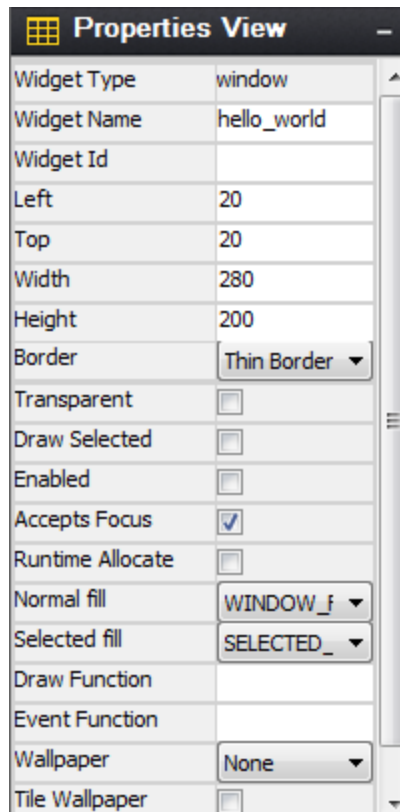 Properties View
Widget Type window
Widget Name hello_world
Widget Id
Left 20
Top 20
Width 280
Height 200
Border Thin Border
Transparent
Draw Selected
Enabled
Accepts Focus
Runtime Allocate
Normal fill WINDOW_
Selected fill SELECTED_
Draw Function
Event Function
Wallpaper None
Tile Wallpaper